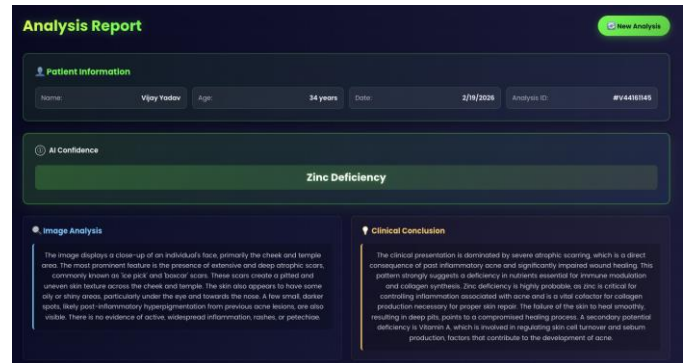 Analysis Report
New Analysis
Patient Information
Name: Vijay Yadav Age: 34 years Date: 2/19/2026 Analysis ID: #V44161145
AI Confidence
Zinc Deficiency
Image Analysis
The image displays a close-up of an individual's face, primarily the cheek and temple
area. The most prominent feature is the presence of extensive and deep atrophic scars,
commonly known as 'ice pick' and 'boxcar' scars. These scars create a pitted and
uneven skin texture across the cheek and temple. The skin also appears to have some
oily or shiny areas, particularly under the eye and towards the nose. A few small, darker
spots, likely post-inflammatory hyperpigmentation from previous acne lesions, are also
visible. There is no evidence of active, widespread inflammation, rashes, or petechiae.
Clinical Conclusion
The clinical presentation is dominated by severe atrophic scarring, which is a direct
consequence of past inflammatory acne and significantly impaired wound healing. This
pattern strongly suggests a deficiency in nutrients essential for immune modulation
and collagen synthesis. Zinc deficiency is highly probable, as zinc is critical for
controlling inflammation associated with acne and is a vital cofactor for collagen
production necessary for proper skin repair. The failure of the skin to heal smoothly,
resulting in deep pits, points to a compromised healing process. A secondary potential
deficiency is Vitamin A, which is involved in regulating skin cell turnover and sebum
production, factors that contribute to the development of acne.